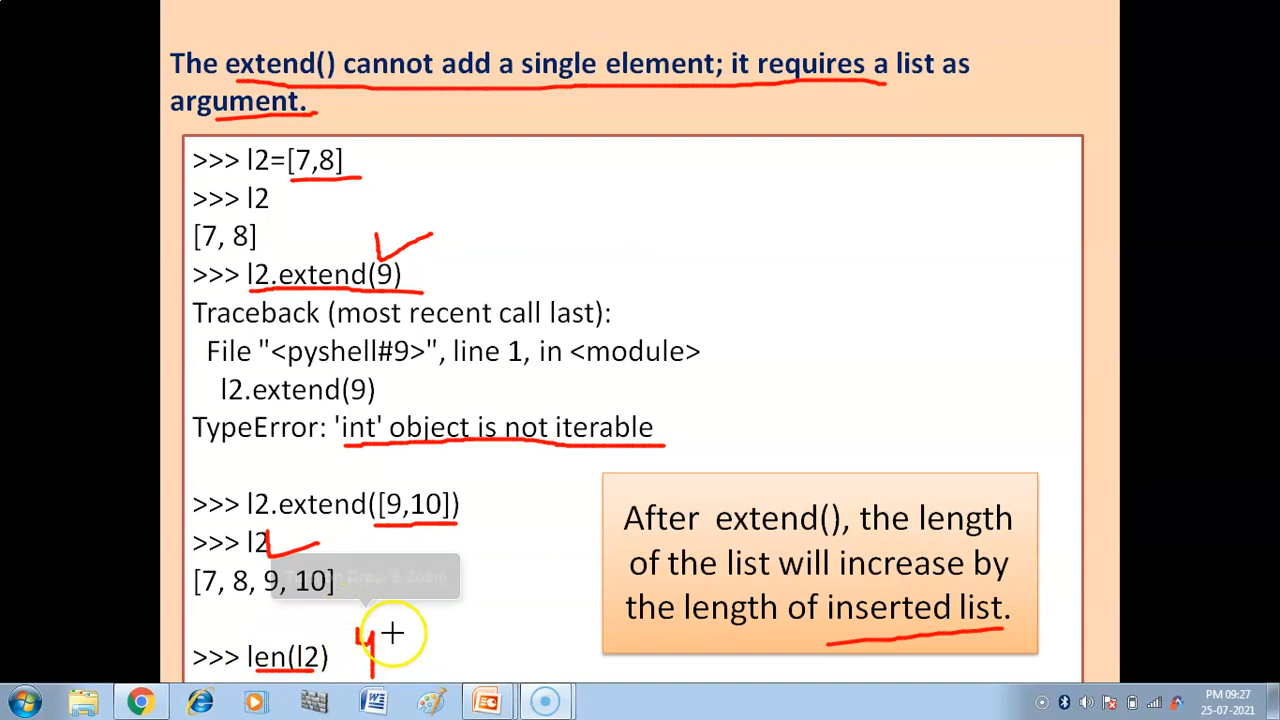 The extend() cannot add a single element; it requires a list as
argument.
>>> l2=[7,8]
>>> l2
[7, 8]
>>> l2.extend(9)
Traceback (most recent call last):
File "<pyshell#9>", line 1, in <module>
l2.extend(9)
TypeError: 'int' object is not iterable
>>> l2.extend([9,10])
>>> l2
[7, 8, 9, 10]
>>> len(l2)
4
After extend(), the length
of the list will increase by
the length of inserted list.
PM 09:27
25-07-2021